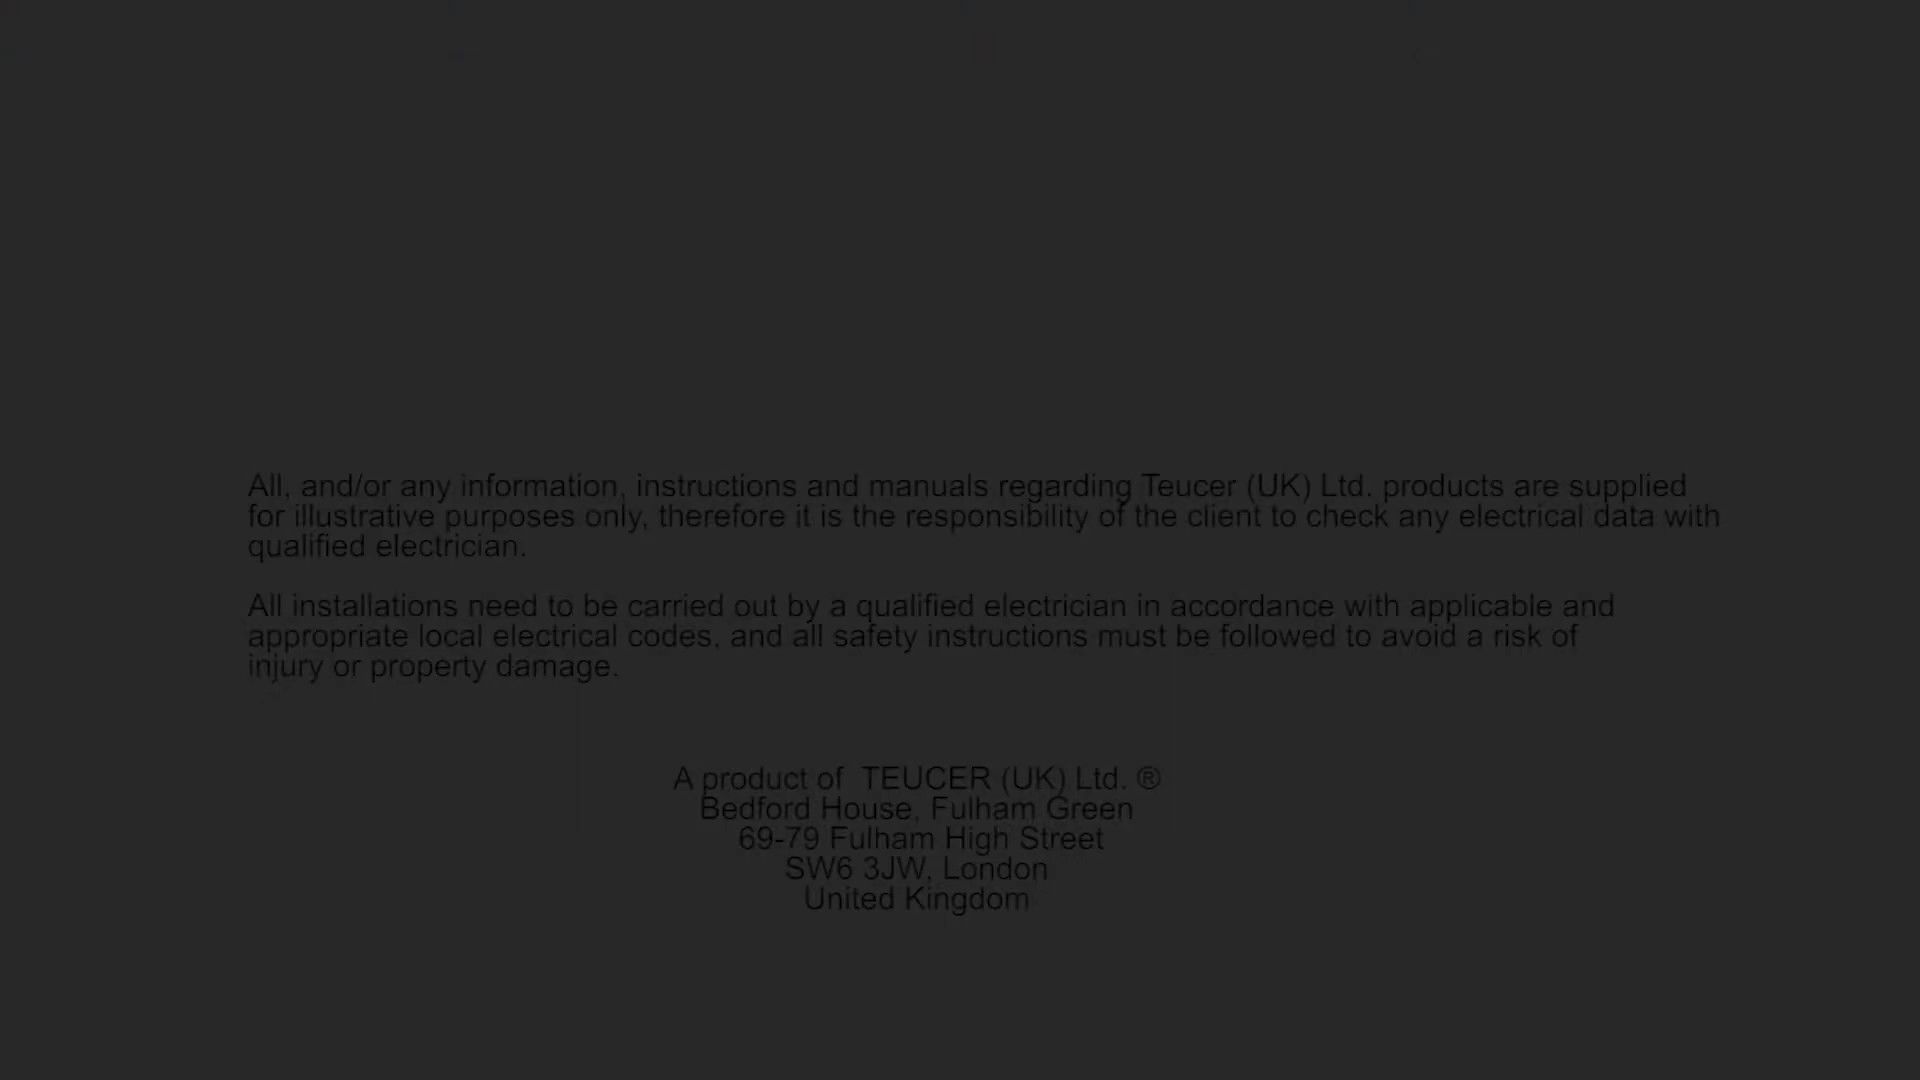 All, and/or any information, instructions and manuals regarding Teucer (UK) Ltd. products are supplied
for illustrative purposes only, therefore it is the responsibility of the client to check any electrical data with
qualified electrician.
All installations need to be carried out by a qualified electrician in accordance with applicable and
appropriate local electrical codes, and all safety instructions must be followed to avoid a risk of
injury or property damage.
A product of  TEUCER (UK) Ltd. ®
Bedford House, Fulham Green
69-79 Fulham High Street
SW6 3JW, London
United Kingdom